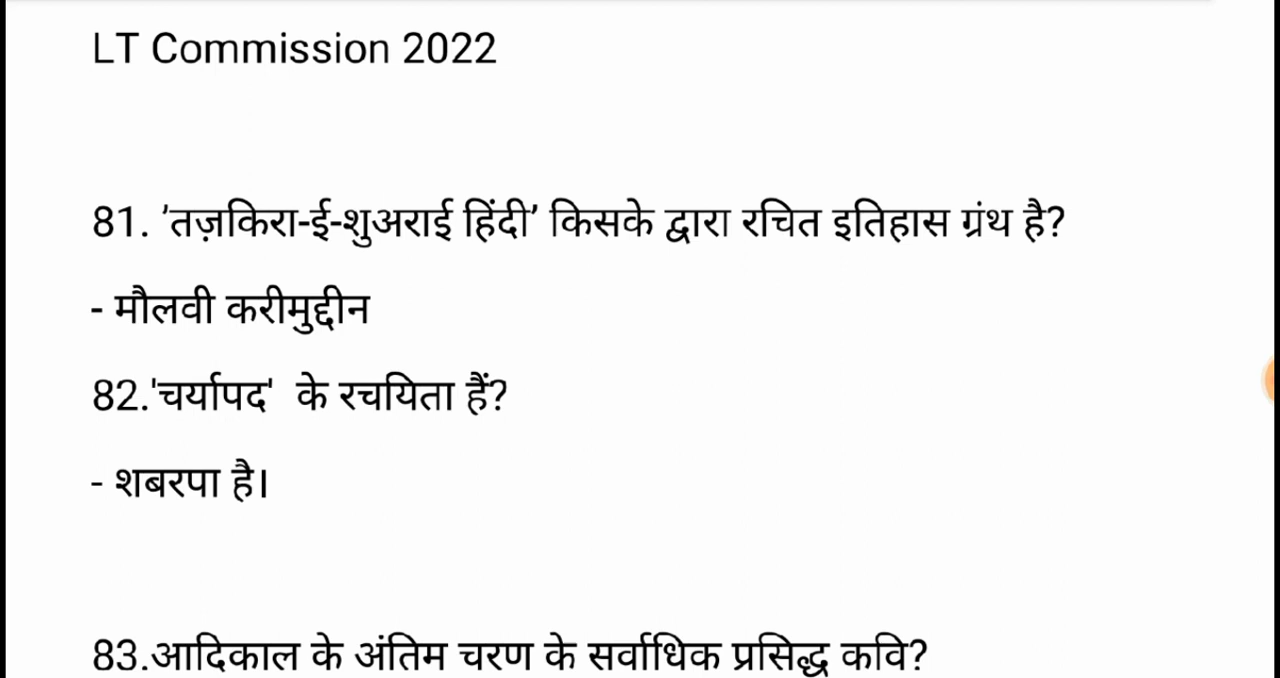 LT Commission 2022
81. 'तज़किरा-ई-शुअराई हिंदी' किसके द्वारा रचित इतिहास ग्रंथ है?
- मौलवी करीमुद्दीन
82.'चर्यापद' के रचयिता हैं?
- शबरपा है।
83.आदिकाल के अंतिम चरण के सर्वाधिक प्रसिद्ध कवि?